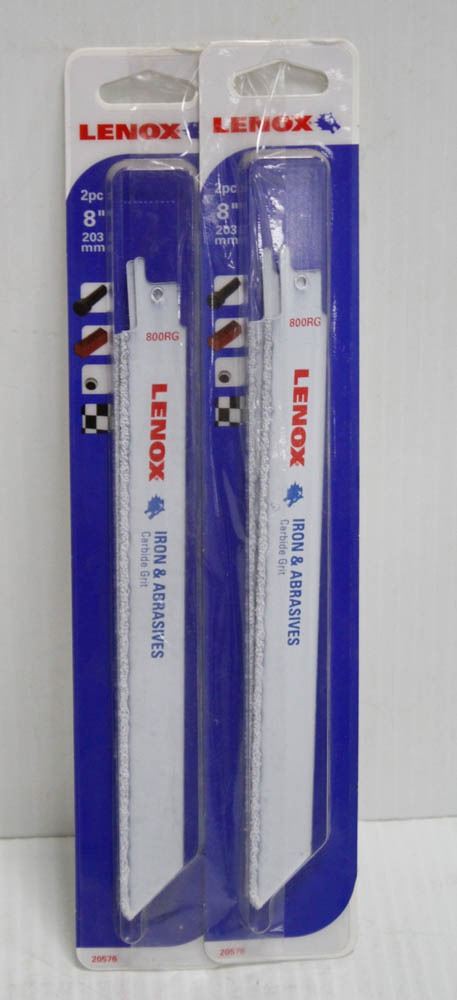 LENOX
2pc
8"
203
mm
800RG
LENOX
IRON & ABRASIVES
Carbide Grit
20576
LENOX
2pc
8"
203
mm
800RG
LENOX
IRON & ABRASIVES
Carbide Grit
20576